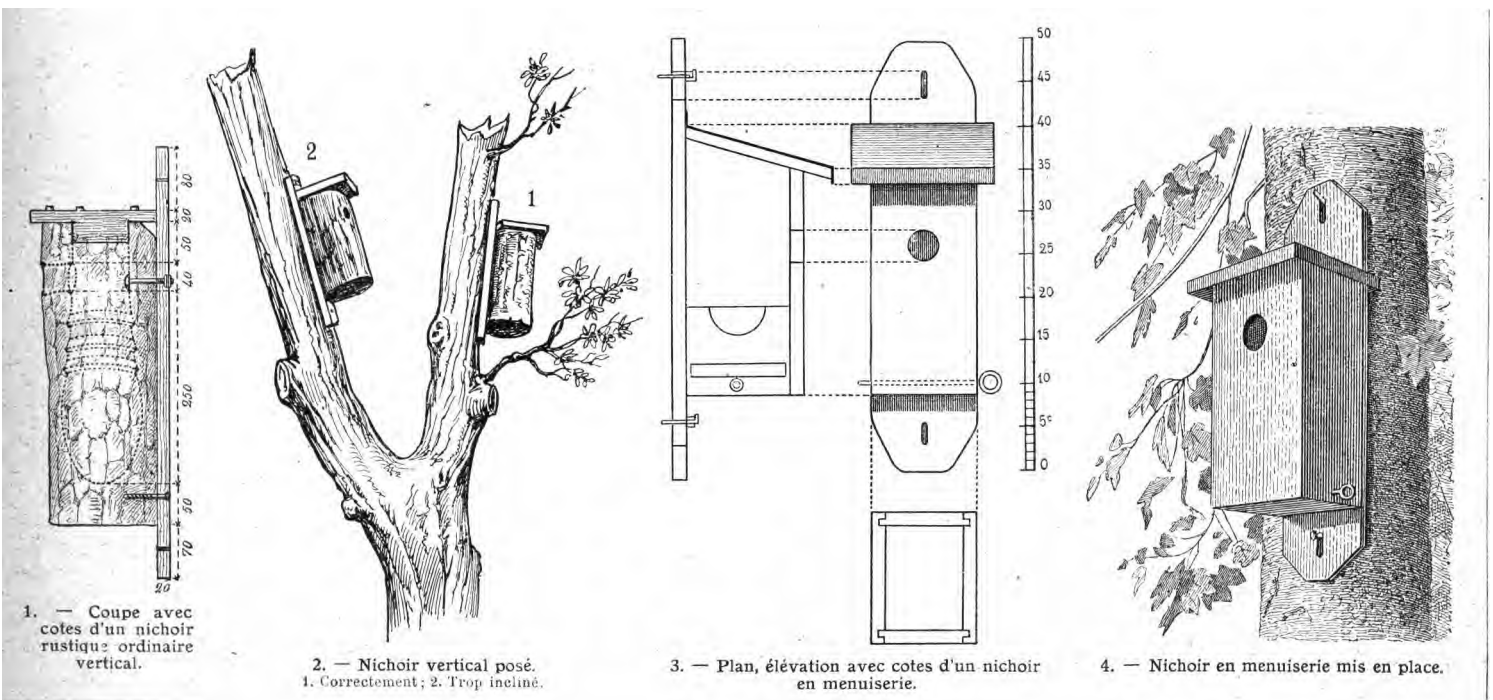 80
20
50
40
250
50
70
20
1. — Coupe avec
cotes d'un nichoir
rustique ordinaire
vertical.
2
1
2. — Nichoir vertical posé.
1. Correctement; 2. Trop incliné.
50
45
40
35
30
25
20
15
10
5
0
3. — Plan, élévation avec cotes d'un nichoir
en menuiserie.
4. — Nichoir en menuiserie mis en place.